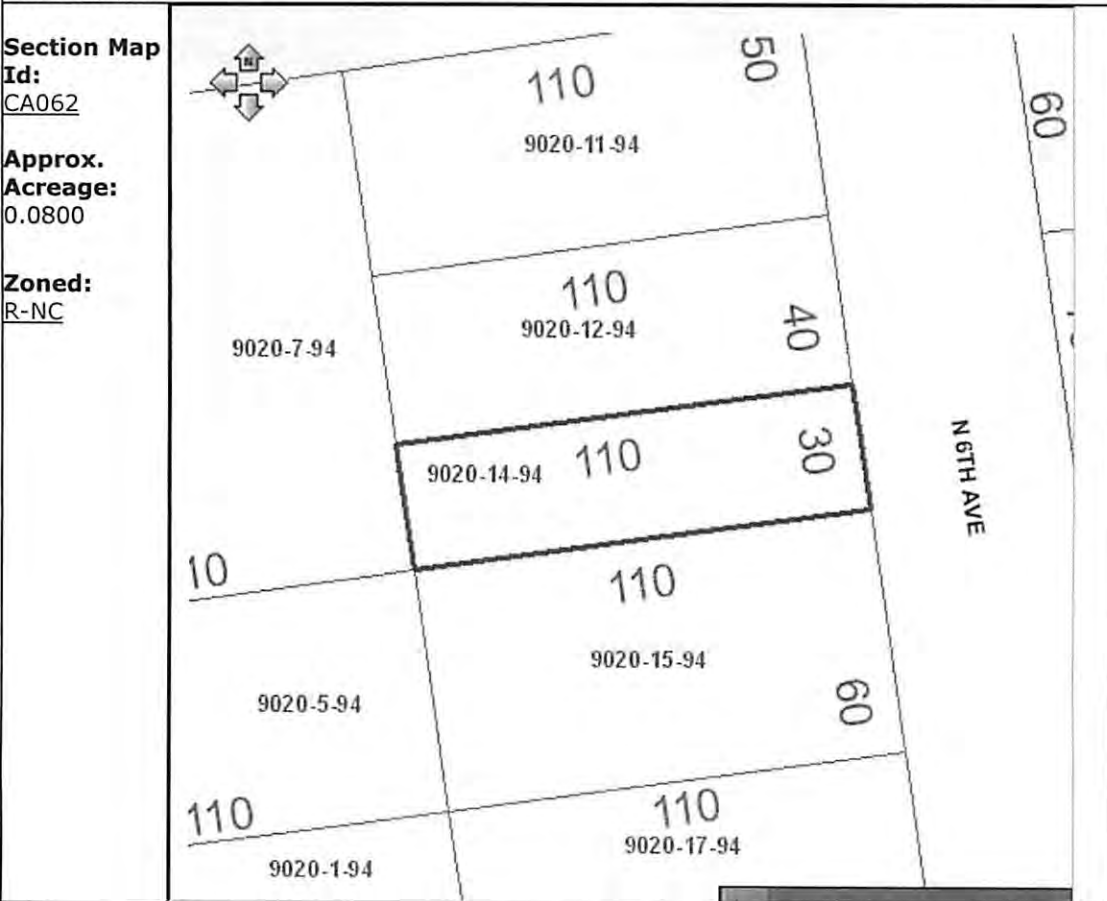 Section Map
Id:
CA062
Approx.
Acreage:
0.0800
Zoned:
R-NC
N
110
50
60
9020-11-94
110
9020-12-94
40
9020-7-94
9020-14-94
110
30
N 6TH AVE
10
110
9020-15-94
9020-5-94
60
110
110
9020-17-94
9020-1-94